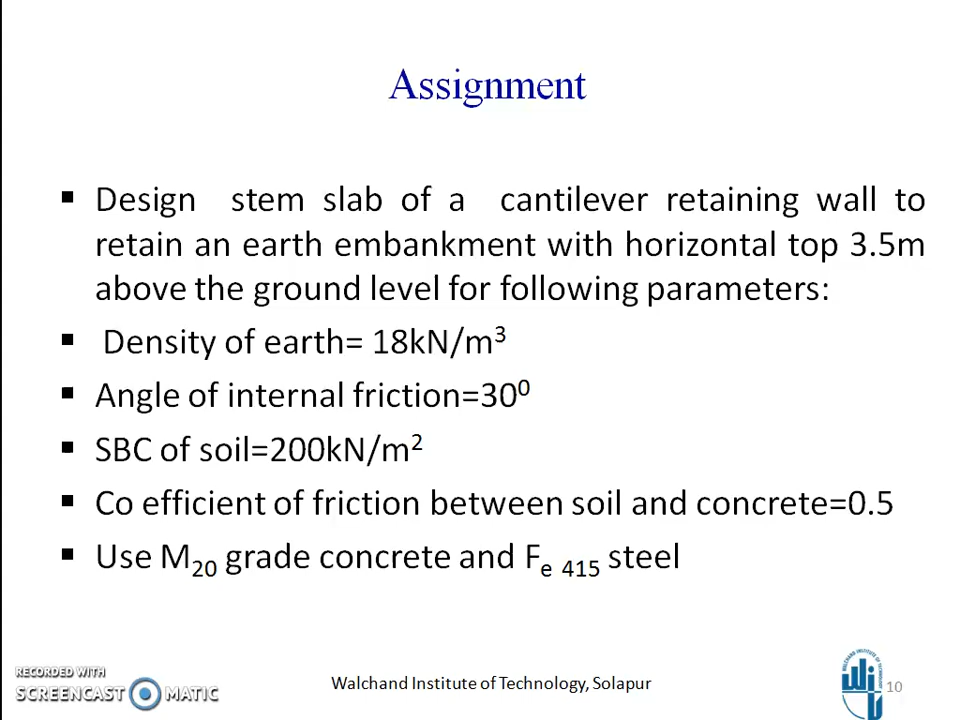 Assignment
▪ Design stem slab of a cantilever retaining wall to
retain an earth embankment with horizontal top 3.5m
above the ground level for following parameters:
▪ Density of earth= 18kN/m³
▪ Angle of internal friction=30⁰
▪ SBC of soil=200kN/m²
▪ Co efficient of friction between soil and concrete=0.5
▪ Use M₂₀ grade concrete and Fₑ ₄₁₅ steel
RECORDED WITH
SCREENCAST MATIC
Walchand Institute of Technology, Solapur
10